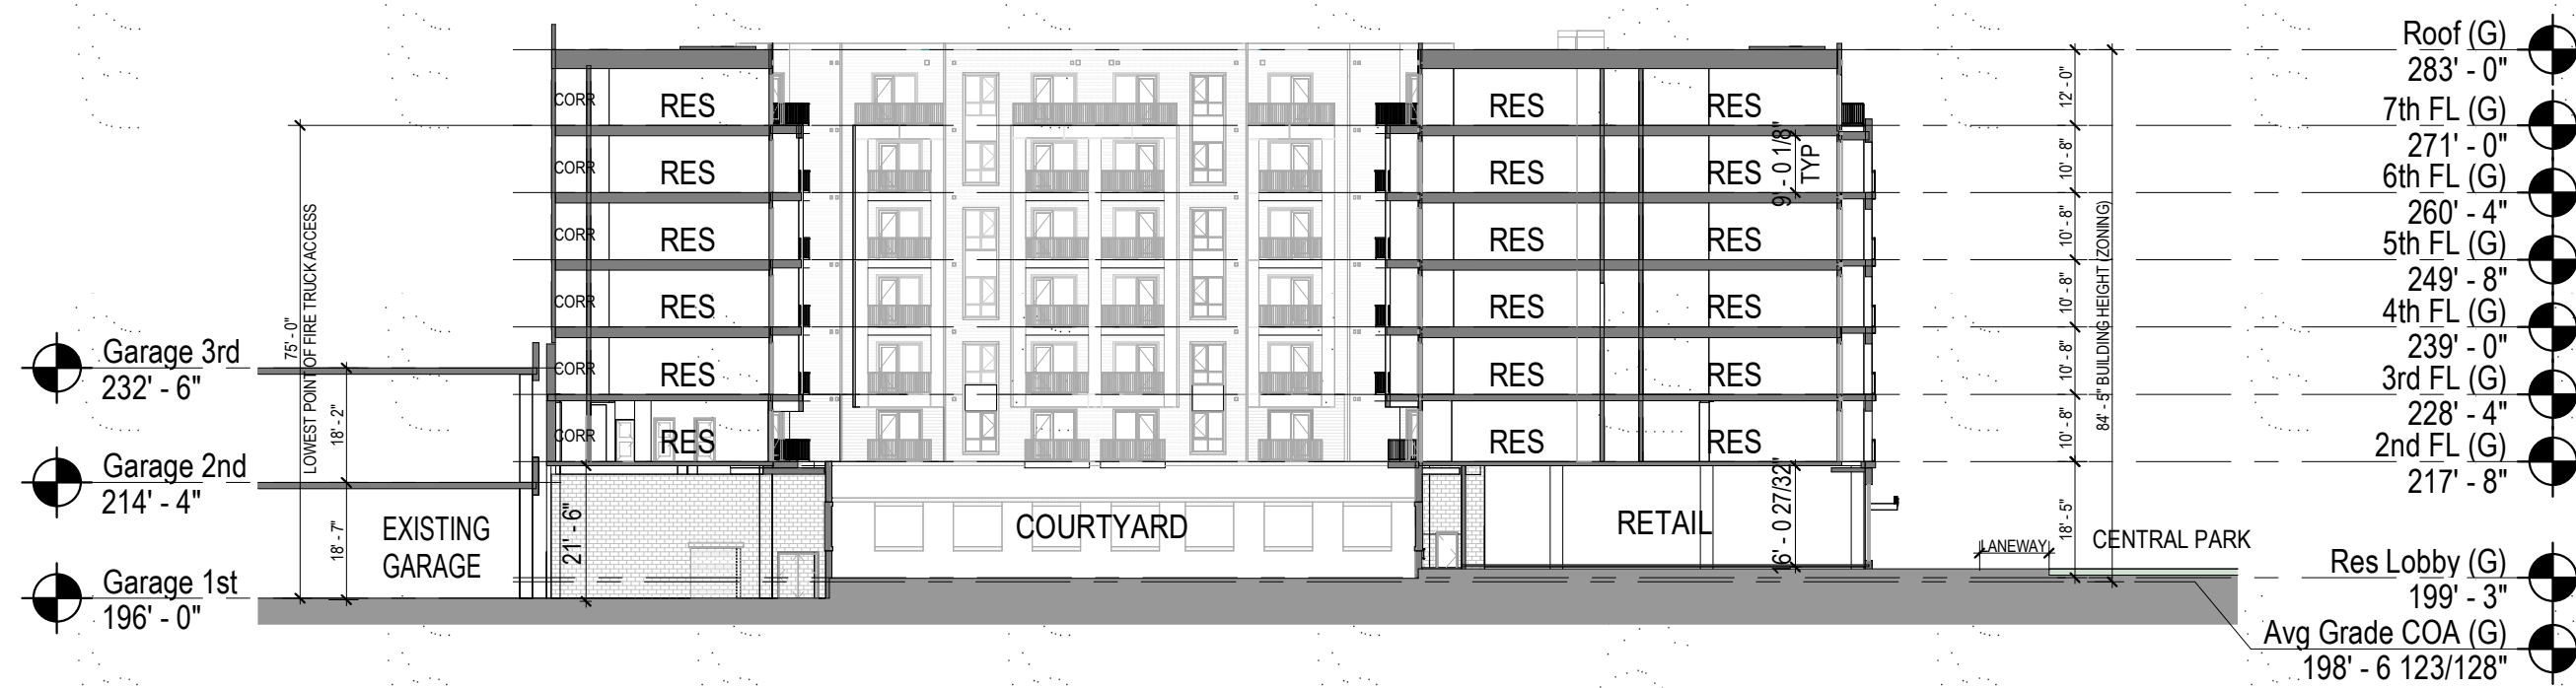 Roof (G)
283' - 0"
7th FL (G)
271' - 0"
6th FL (G)
260' - 4"
5th FL (G)
249' - 8"
4th FL (G)
239' - 0"
3rd FL (G)
228' - 4"
2nd FL (G)
217' - 8"
Res Lobby (G)
199' - 3"
Avg Grade COA (G)
198' - 6 123/128"
Garage 3rd
232' - 6"
Garage 2nd
214' - 4"
Garage 1st
196' - 0"
75' - 0"
LOWEST POINT OF FIRE TRUCK ACCESS
18' - 2"
18' - 7"
EXISTING
GARAGE
21' - 6"
CORR RES RES RES
CORR RES RES RES
CORR RES RES RES
CORR RES RES RES
CORR RES RES RES
CORR RES RES RES
9' - 0 1/8"
TYP
COURTYARD
RETAIL
16' - 0 27/32"
LANEWAY
CENTRAL PARK
12' - 0"
10' - 8"
10' - 8"
10' - 8"
10' - 8"
10' - 8"
18' - 5"
84' - 5" BUILDING HEIGHT (ZONING)